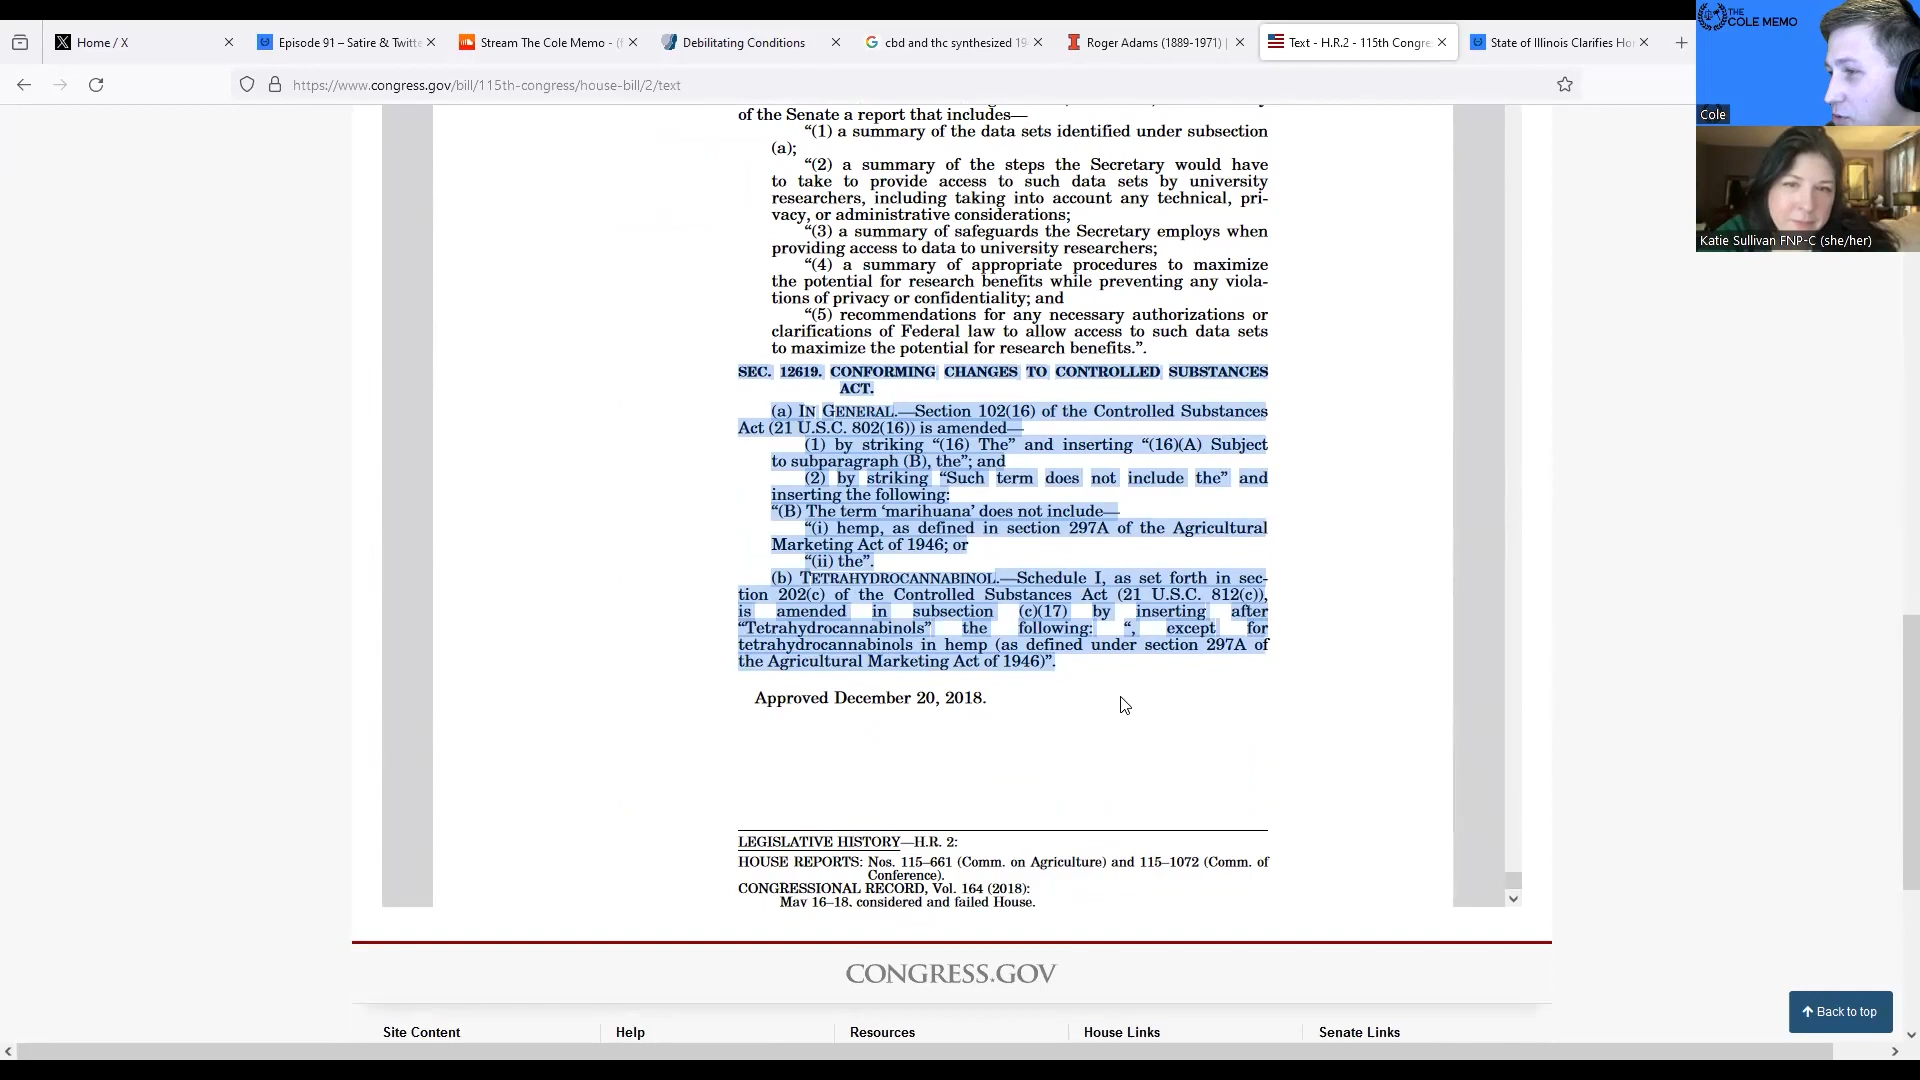 Home / X
Episode 91 – Satire & Twitte
Stream The Cole Memo - (f
Debilitating Conditions
cbd and thc synthesized 19
Roger Adams (1889-1971) |
Text - H.R.2 - 115th Congre
State of Illinois Clarifies Ho
THE
COLE MEMO
https://www.congress.gov/bill/115th-congress/house-bill/2/text
Cole
Katie Sullivan FNP-C (she/her)
of the Senate a report that includes—
“(1) a summary of the data sets identified under subsection
(a);
“(2) a summary of the steps the Secretary would have
to take to provide access to such data sets by university
researchers, including taking into account any technical, pri-
vacy, or administrative considerations;
“(3) a summary of safeguards the Secretary employs when
providing access to data to university researchers;
“(4) a summary of appropriate procedures to maximize
the potential for research benefits while preventing any viola-
tions of privacy or confidentiality; and
“(5) recommendations for any necessary authorizations or
clarifications of Federal law to allow access to such data sets
to maximize the potential for research benefits.”.
SEC. 12619. CONFORMING CHANGES TO CONTROLLED SUBSTANCES
ACT.
(a) IN GENERAL.—Section 102(16) of the Controlled Substances
Act (21 U.S.C. 802(16)) is amended—
(1) by striking “(16) The” and inserting “(16)(A) Subject
to subparagraph (B), the”; and
(2) by striking “Such term does not include the” and
inserting the following:
“(B) The term ‘marihuana’ does not include—
“(i) hemp, as defined in section 297A of the Agricultural
Marketing Act of 1946; or
“(ii) the”.
(b) TETRAHYDROCANNABINOL.—Schedule I, as set forth in sec-
tion 202(c) of the Controlled Substances Act (21 U.S.C. 812(c)),
is amended in subsection (c)(17) by inserting after
“Tetrahydrocannabinols” the following: “, except for
tetrahydrocannabinols in hemp (as defined under section 297A of
the Agricultural Marketing Act of 1946)”.
Approved December 20, 2018.
LEGISLATIVE HISTORY—H.R. 2:
HOUSE REPORTS: Nos. 115–661 (Comm. on Agriculture) and 115–1072 (Comm. of
Conference).
CONGRESSIONAL RECORD, Vol. 164 (2018):
May 16–18, considered and failed House.
CONGRESS.GOV
Back to top
Site Content
Help
Resources
House Links
Senate Links